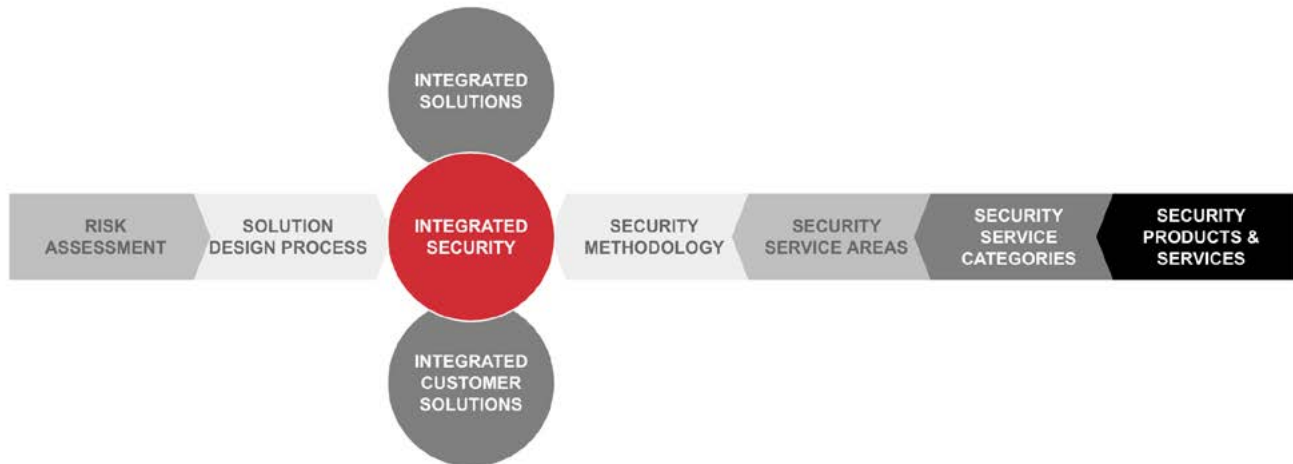 INTEGRATED
SOLUTIONS
RISK
ASSESSMENT
SOLUTION
DESIGN PROCESS
INTEGRATED
SECURITY
SECURITY
METHODOLOGY
SECURITY
SERVICE AREAS
SECURITY
SERVICE
CATEGORIES
SECURITY
PRODUCTS &
SERVICES
INTEGRATED
CUSTOMER
SOLUTIONS